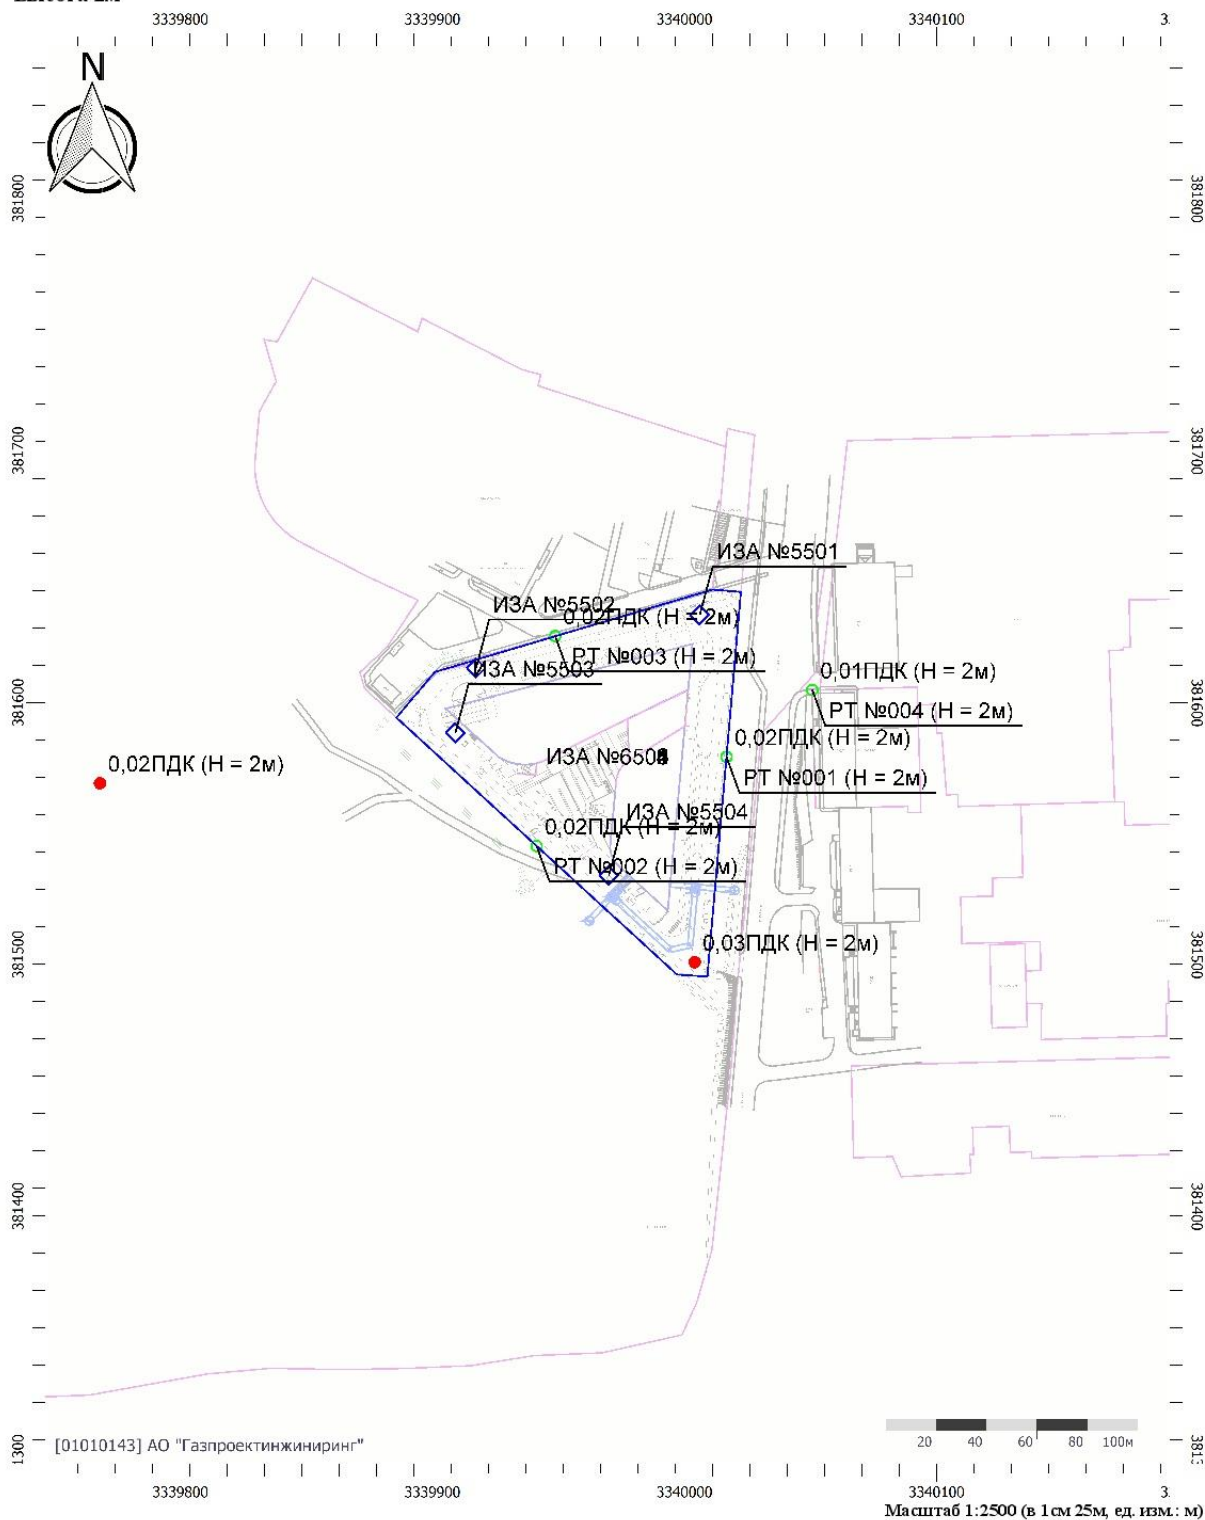 3339800 3339900 3340000 3340100 3.
N
381800 381800
381700 381700
ИЗА №5501
ИЗА №5502
0,02ПДК (H = 2м)
РТ №003 (H = 2м)
ИЗА №5503
0,01ПДК (H = 2м)
381600 381600
РТ №004 (H = 2м)
0,02ПДК (H = 2м)
ИЗА
0,02ПДК (H = 2м)
РТ №001 (H = 2м)
ИЗА №5504
0,02ПДК (H = 2м)
РТ №002 (H = 2м)
0,03ПДК (H = 2м)
381500 381500
381400 381400
[01010143] АО "Газпроектинжиниринг"
20 40 60 80 100м
3339800 3339900 3340000 3340100 3.
Масштаб 1:2500 (в 1см 25м, ед. изм.: м)